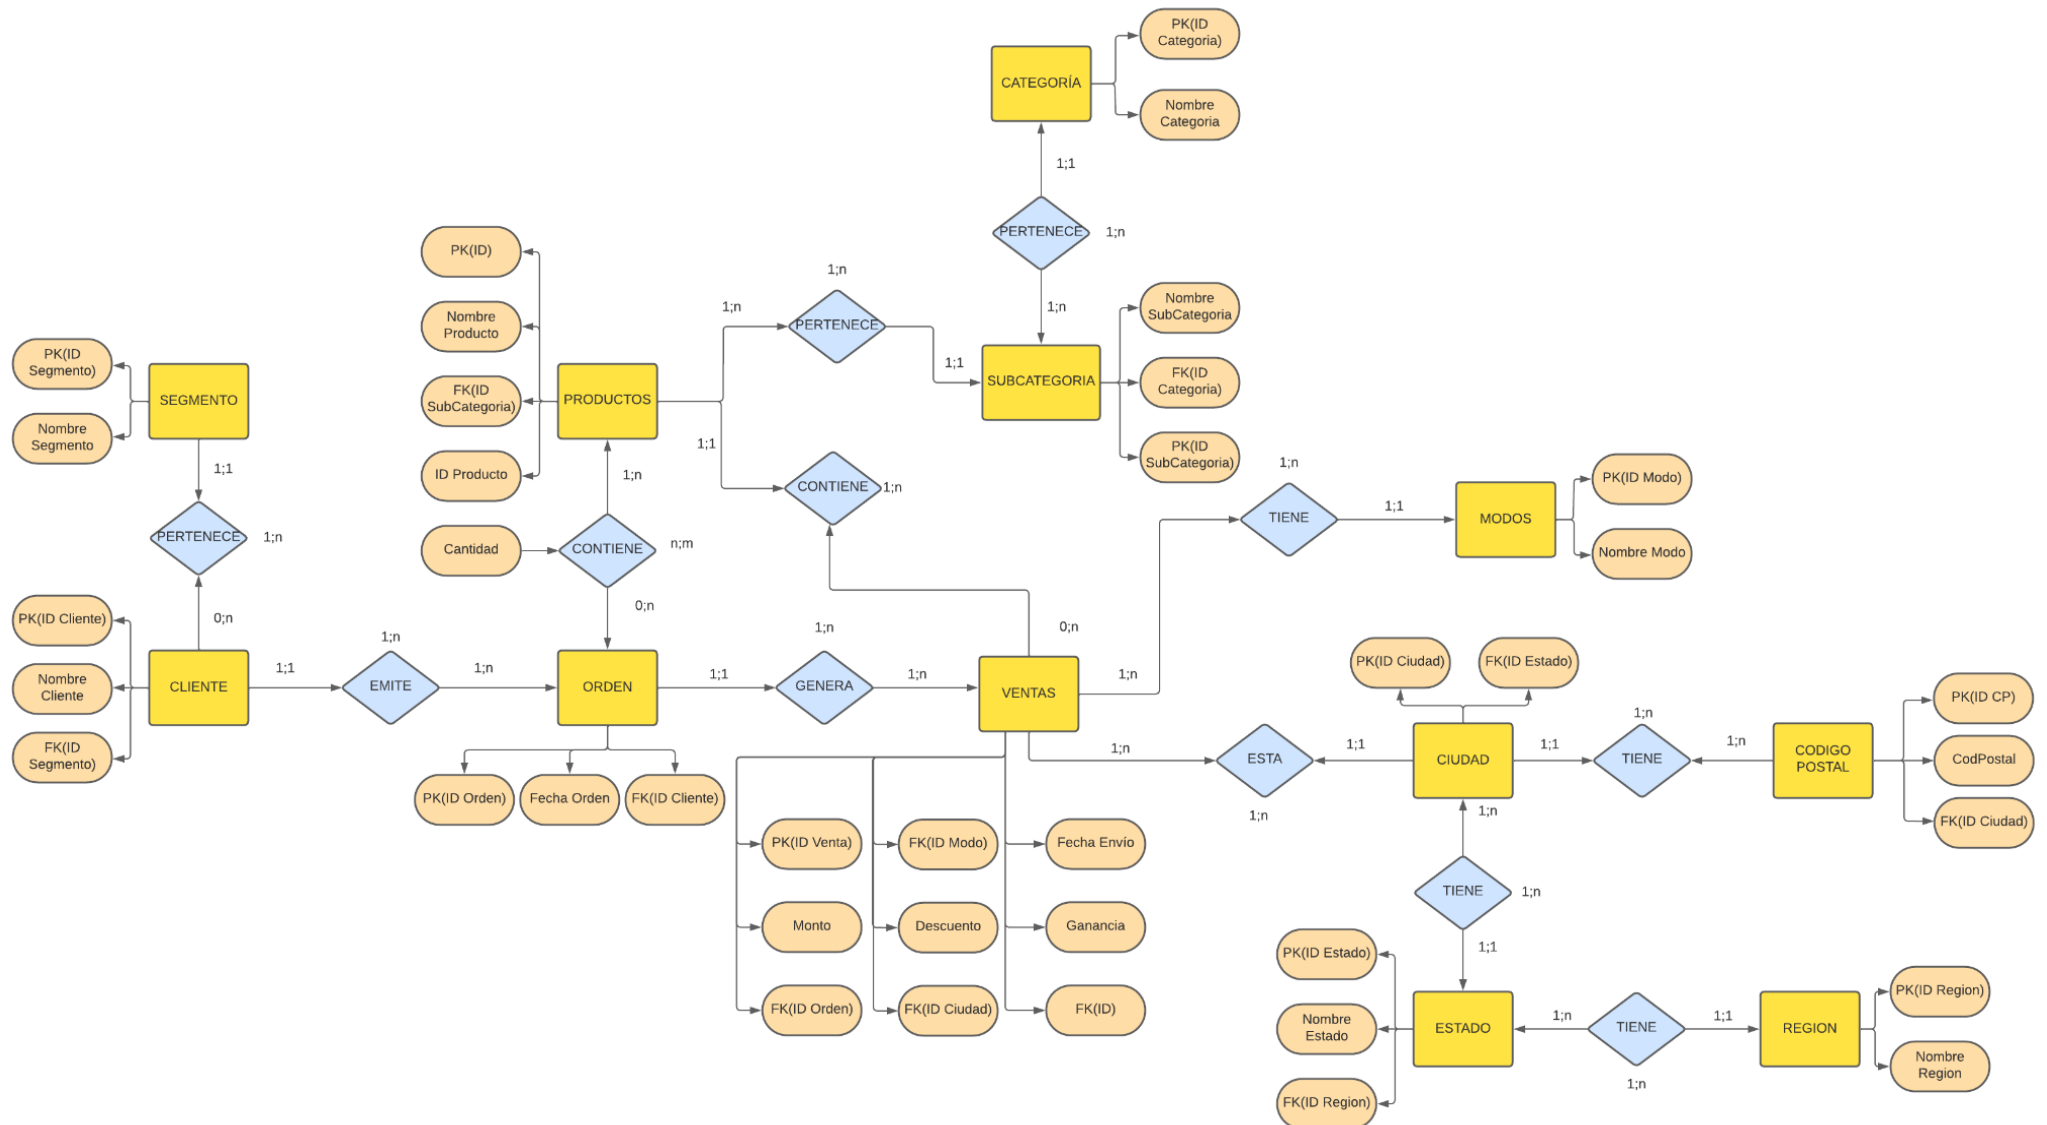 PK(ID
Categoria)
CATEGORÍA
Nombre
Categoria
1;1
PERTENECE
1;n
1;n
PK(ID)
Nombre
Producto
FK(ID
SubCategoria)
ID Producto
PRODUCTOS
1;n
1;n
PERTENECE
1;1
SUBCATEGORIA
Nombre
SubCategoria
FK(ID
Categoria)
PK(ID
SubCategoria)
1;1
CONTIENE
1;n
PK(ID
Segmento)
Nombre
Segmento
SEGMENTO
1;1
PERTENECE
1;n
0;n
1;n
Cantidad
CONTIENE
n;m
0;n
1;n
TIENE
1;1
MODOS
PK(ID Modo)
Nombre Modo
PK(ID Cliente)
Nombre
Cliente
FK(ID
Segmento)
CLIENTE
1;1
1;n
EMITE
1;n
ORDEN
1;1
1;n
GENERA
1;n
0;n
VENTAS
1;n
PK(ID Orden)
Fecha Orden
FK(ID Cliente)
1;n
ESTA
1;n
1;1
PK(ID Ciudad)
FK(ID Estado)
CIUDAD
1;1
1;n
TIENE
1;n
CODIGO
POSTAL
PK(ID CP)
CodPostal
FK(ID Ciudad)
PK(ID Venta)
FK(ID Modo)
Fecha Envío
Monto
Descuento
Ganancia
FK(ID Orden)
FK(ID Ciudad)
FK(ID)
1;n
TIENE
1;n
1;1
PK(ID Estado)
Nombre
Estado
FK(ID Region)
ESTADO
1;n
TIENE
1;n
1;1
REGION
PK(ID Region)
Nombre
Region